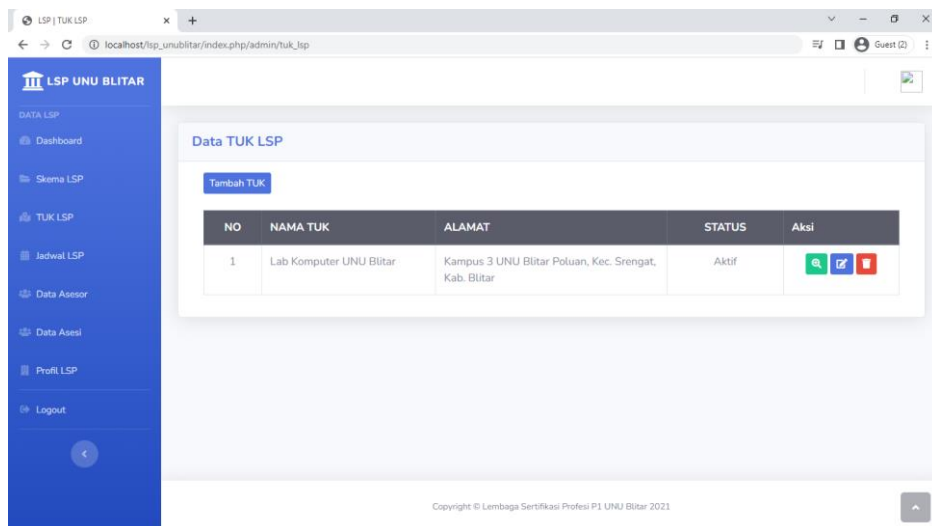 LSP | TUK LSP
localhost/lsp_unublitar/index.php/admin/tuk_lsp
Guest (2)
LSP UNU BLITAR
DATA LSP
Dashboard
Skema LSP
TUK LSP
Jadwal LSP
Data Asesor
Data Asesi
Profil LSP
Logout
Data TUK LSP
Tambah TUK
NO NAMA TUK ALAMAT STATUS Aksi
1 Lab Komputer UNU Blitar Kampus 3 UNU Blitar Poluan, Kec. Srengat, Aktif
Kab. Blitar
Copyright © Lembaga Sertifikasi Profesi P1 UNU Blitar 2021